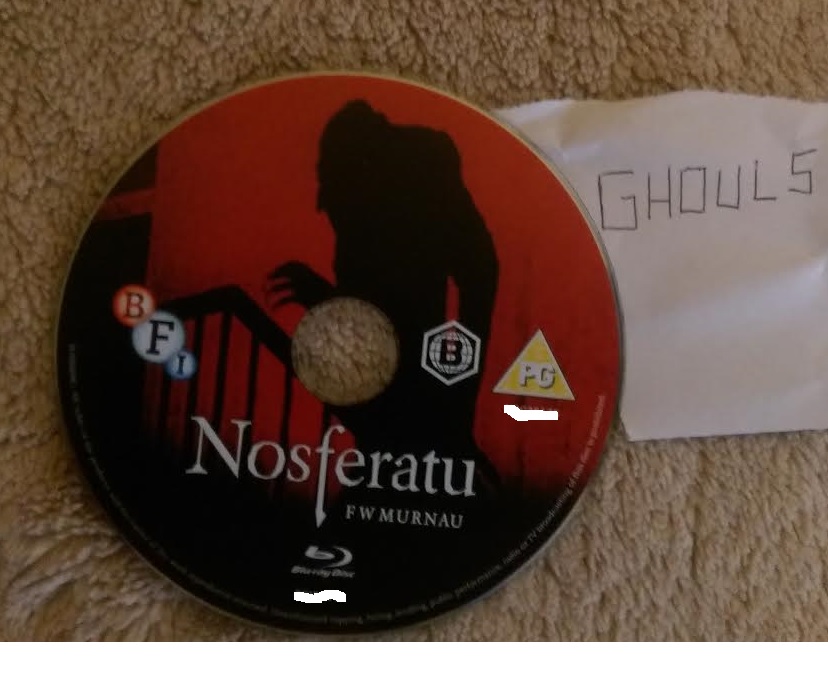 GHOULS
B
F
I
B
PG
Nosferatu
F W MURNAU
Blu-ray Disc